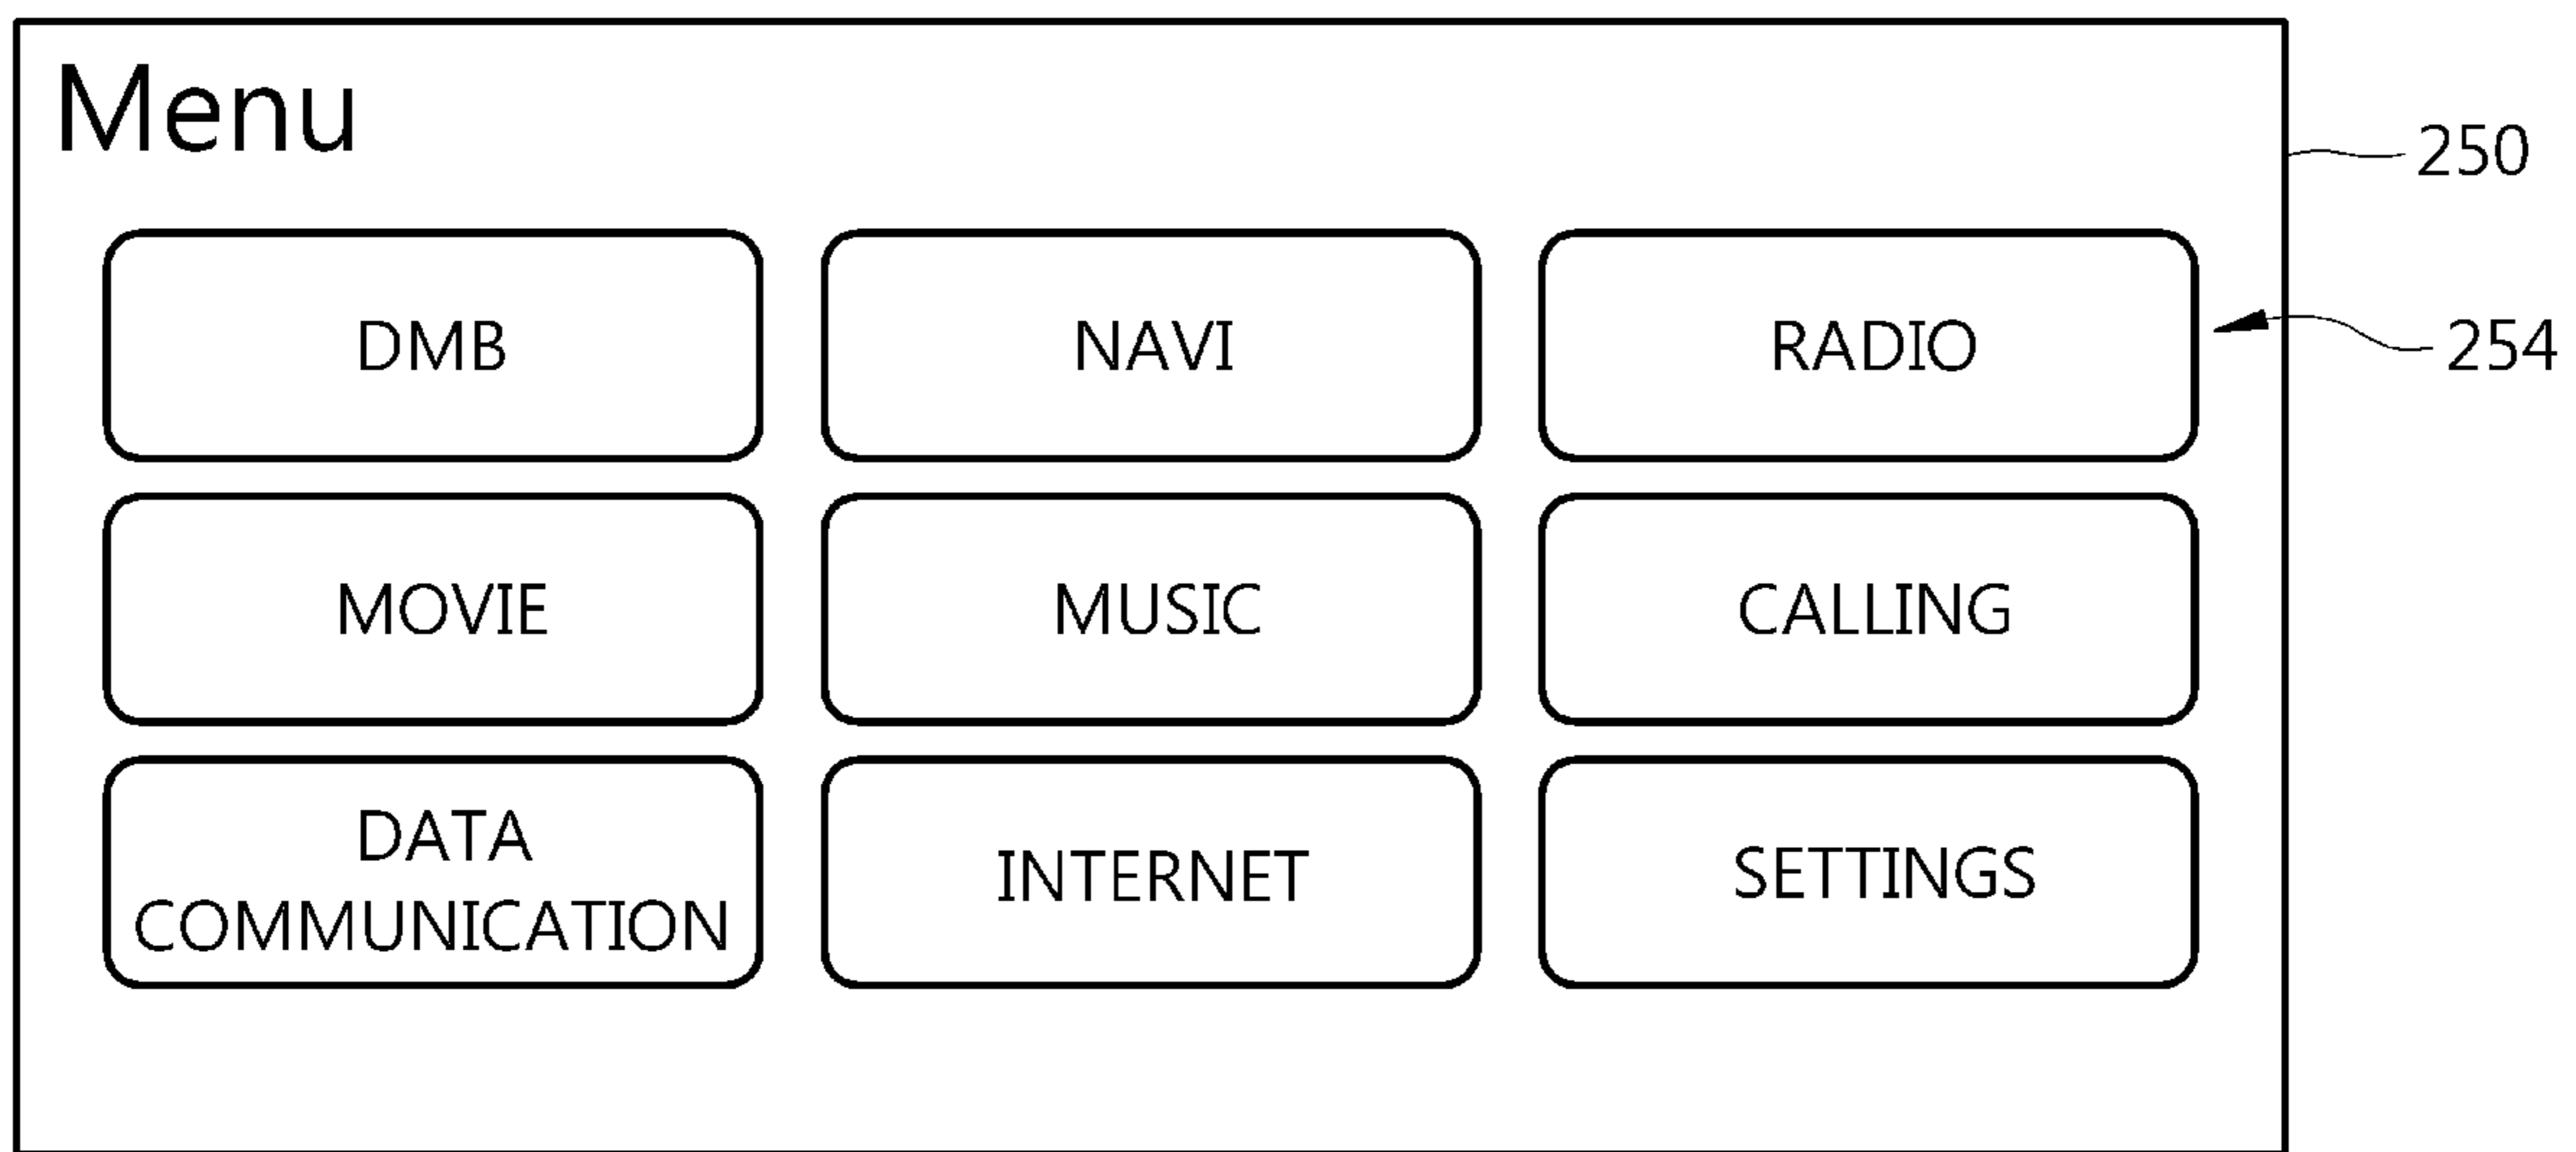 Menu
250
DMB
NAVI
RADIO
254
MOVIE
MUSIC
CALLING
DATA
COMMUNICATION
INTERNET
SETTINGS